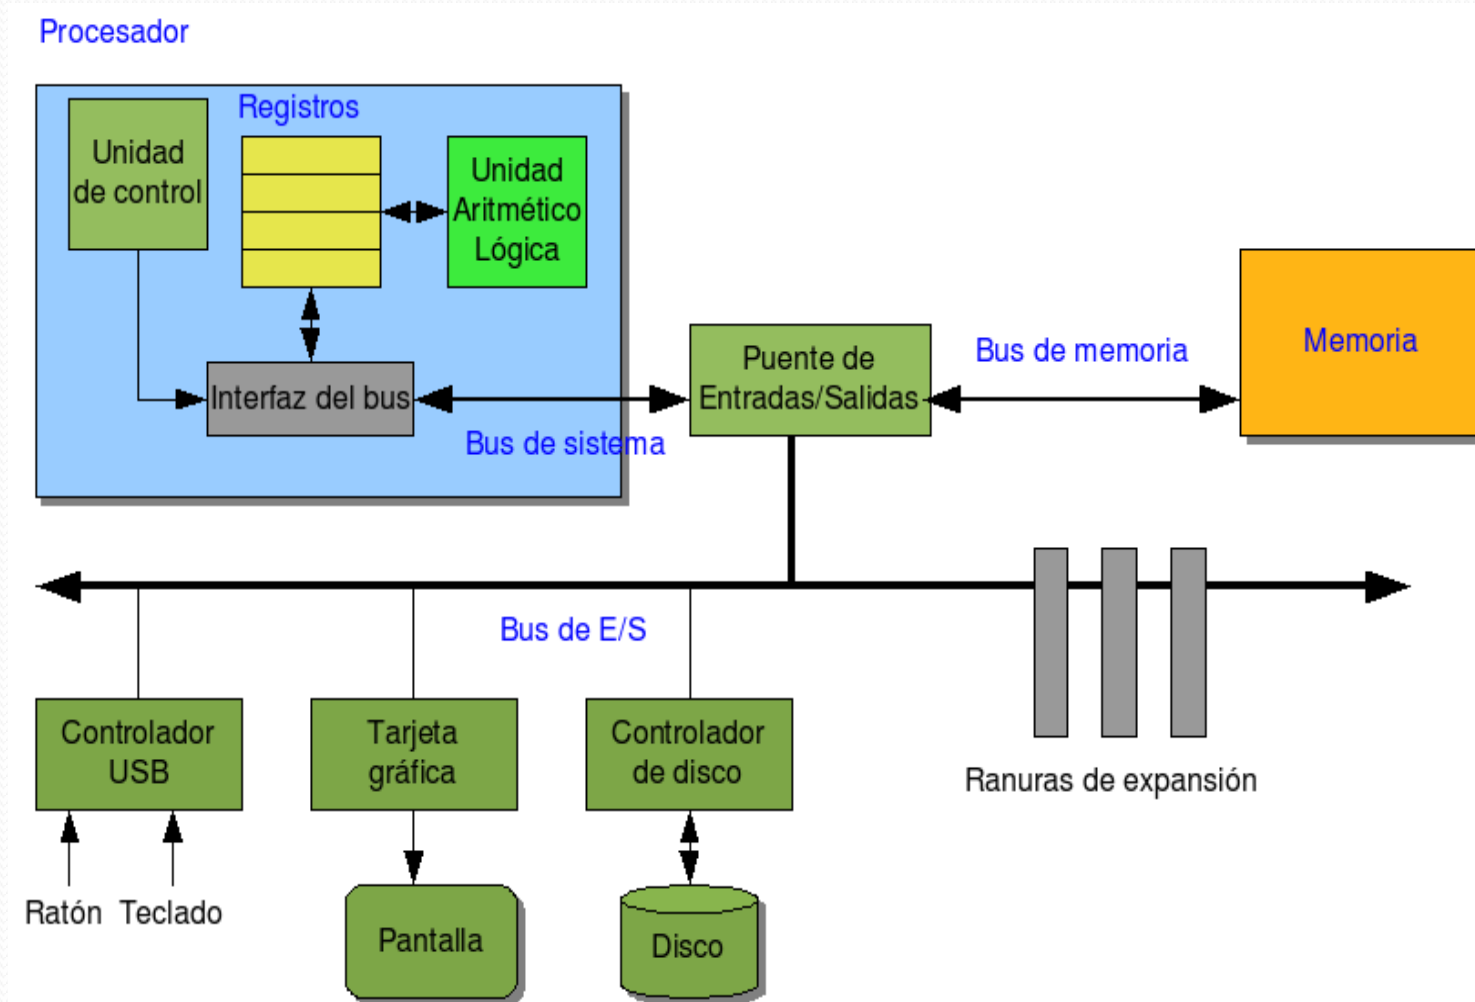 Procesador
Unidad
de control
Registros
Unidad
Aritmético
Lógica
Interfaz del bus
Bus de sistema
Puente de
Entradas/Salidas
Bus de memoria
Memoria
Bus de E/S
Controlador
USB
Tarjeta
gráfica
Controlador
de disco
Ranuras de expansión
Ratón
Teclado
Pantalla
Disco